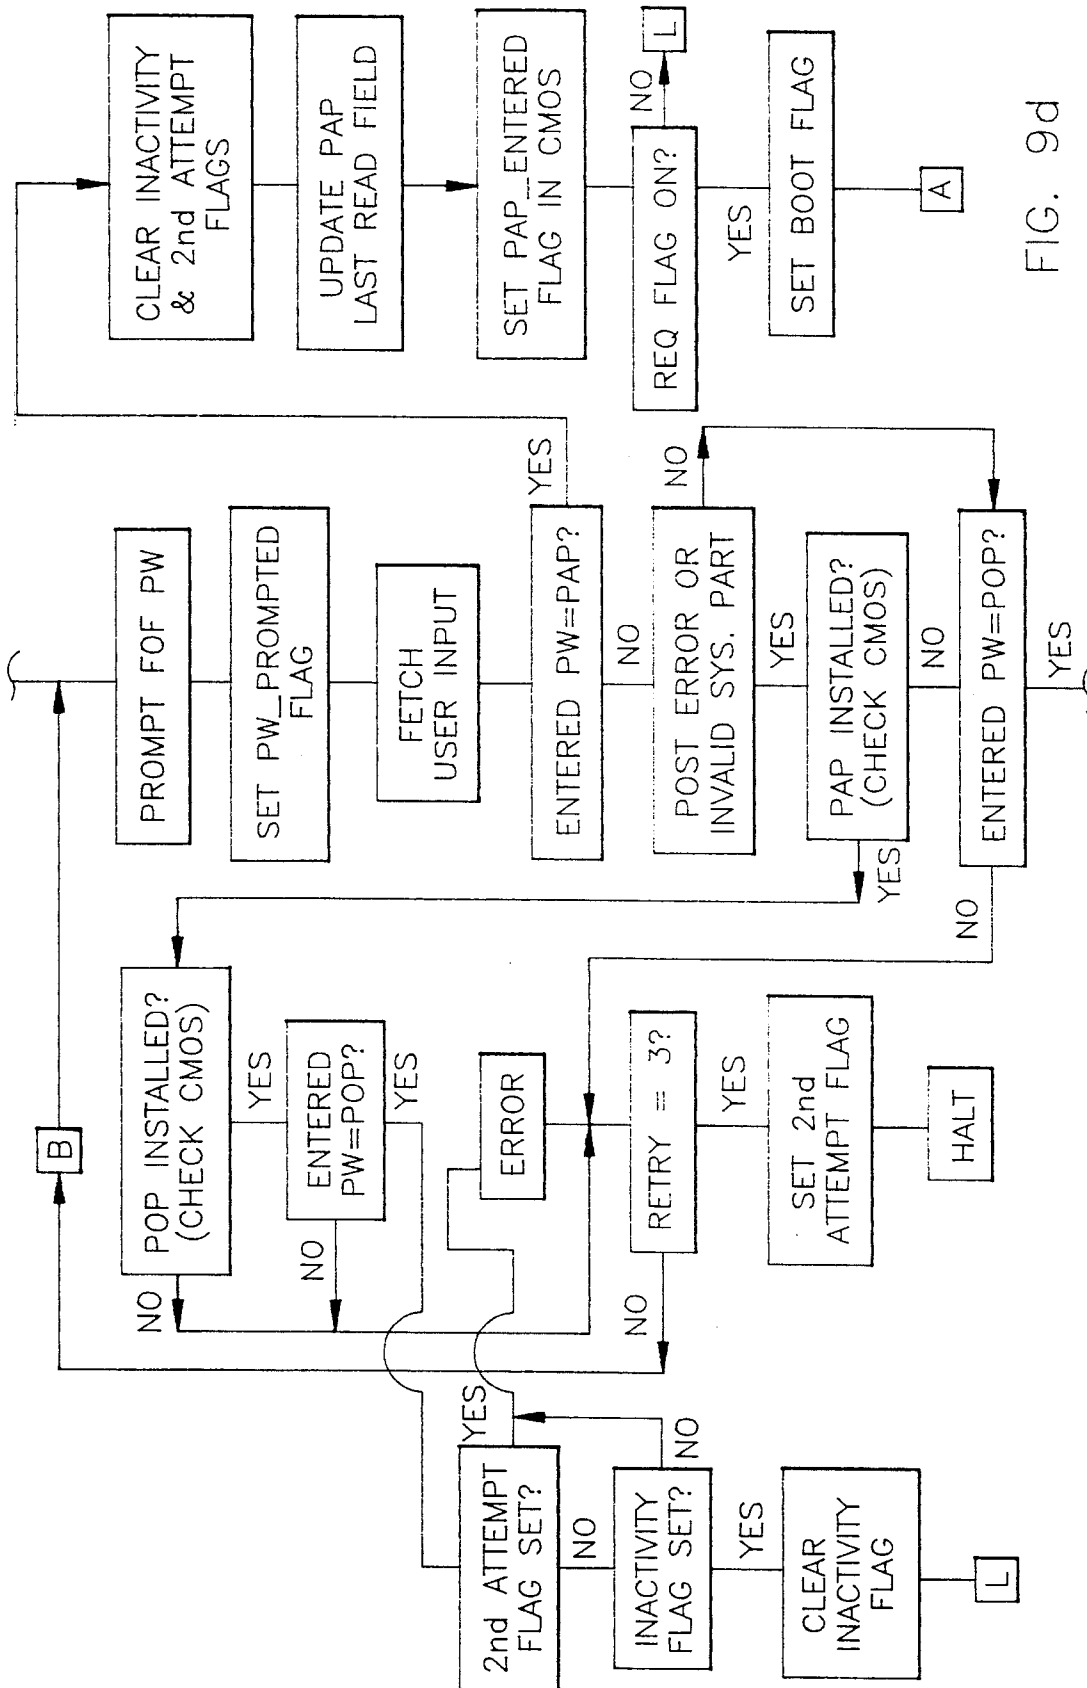 B
PROMPT FOF PW
SET PW_PROMPTED
FLAG
FETCH
USER INPUT
ENTERED PW=PAP?
YES
NO
POST ERROR OR
INVALID SYS. PART
NO
YES
PAP INSTALLED?
(CHECK CMOS)
YES
NO
ENTERED PW=POP?
NO
YES
CLEAR INACTIVITY
& 2nd ATTEMPT
FLAGS
UPDATE PAP
LAST READ FIELD
SET PAP_ENTERED
FLAG IN CMOS
REQ FLAG ON?
NO
L
YES
SET BOOT FLAG
A
POP INSTALLED?
(CHECK CMOS)
NO
YES
ENTERED
PW=POP?
NO
YES
ERROR
RETRY = 3?
NO
YES
SET 2nd
ATTEMPT FLAG
HALT
2nd ATTEMPT
FLAG SET?
YES
NO
INACTIVITY
FLAG SET?
NO
YES
CLEAR
INACTIVITY
FLAG
L
FIG. 9d